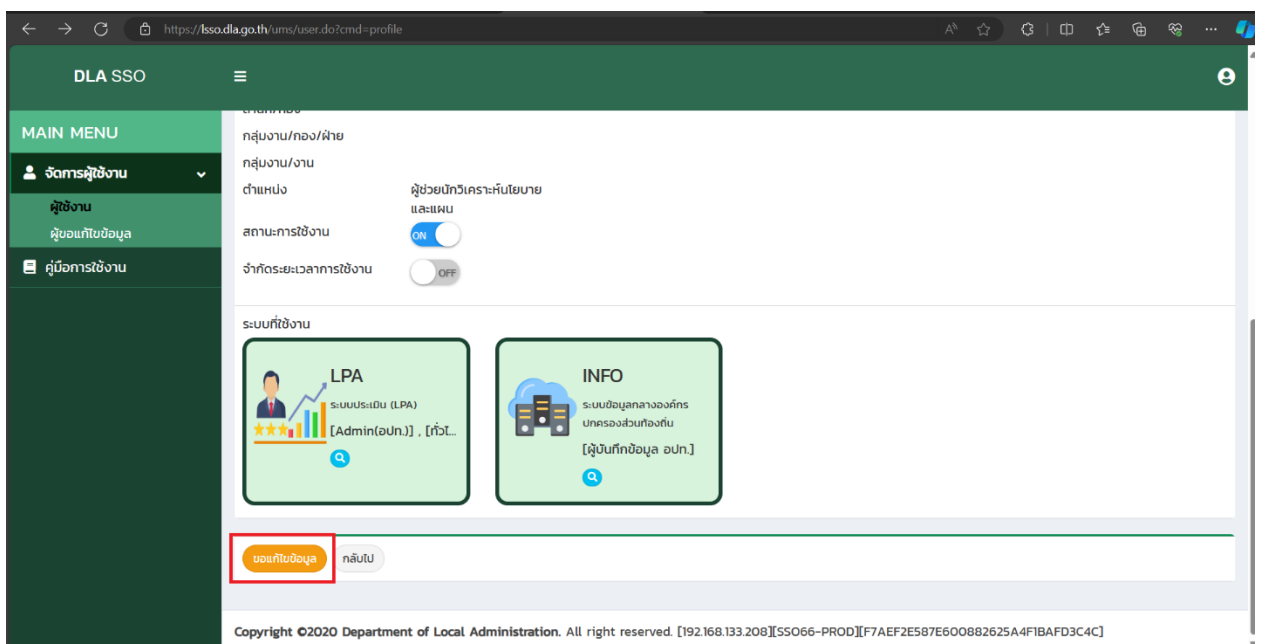 https://lsso.dla.go.th/ums/user.do?cmd=profile
DLA SSO
MAIN MENU
จัดการผู้ใช้งาน
ผู้ใช้งาน
ผู้ขอแก้ไขข้อมูล
คู่มือการใช้งาน
กลุ่มงาน/กอง/ฝ่าย
กลุ่มงาน/งาน
ตำแหน่ง ผู้ช่วยนักวิเคราะห์นโยบาย
และแผน
สถานะการใช้งาน ON
จำกัดระยะเวลาการใช้งาน OFF
ระบบที่ใช้งาน
LPA
ระบบประเมิน (LPA)
[Admin(อปท.)] , [ทั่วไ...
INFO
ระบบข้อมูลกลางองค์กร
ปกครองส่วนท้องถิ่น
[ผู้บันทึกข้อมูล อปท.]
ขอแก้ไขข้อมูล กลับไป
Copyright ©2020 Department of Local Administration. All right reserved. [192.168.133.208][SSO66-PROD][F7AEF2E587E600882625A4F1BAFD3C4C]